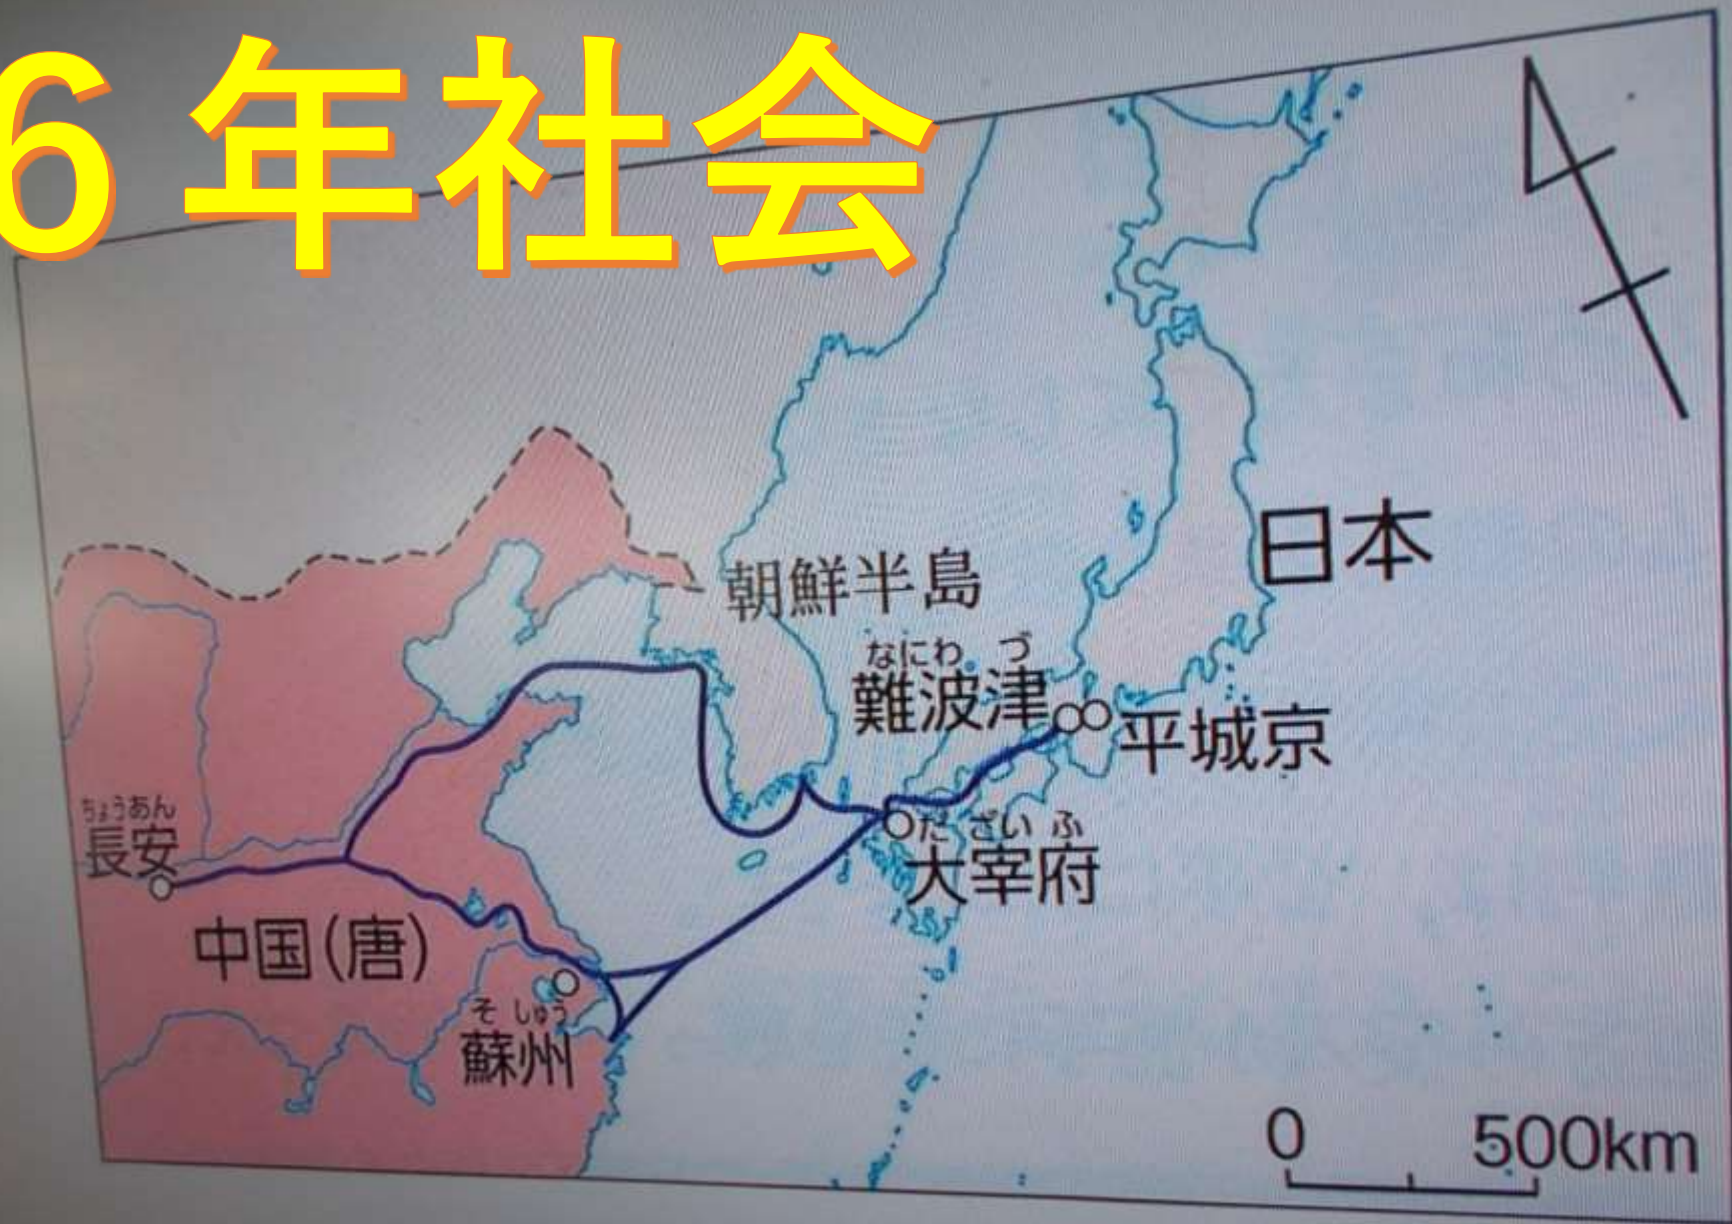 6年社会
日本
朝鮮半島
なにわ づ
難波津
平城京
ちょうあん
長安
だ ざい ふ
大宰府
中国(唐)
そ しゅう
蘇州
0 500km